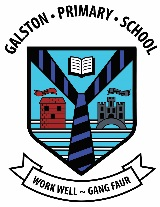 GALSTON • PRIMARY • SCHOOL
WORK WELL ~ GANG FAUR